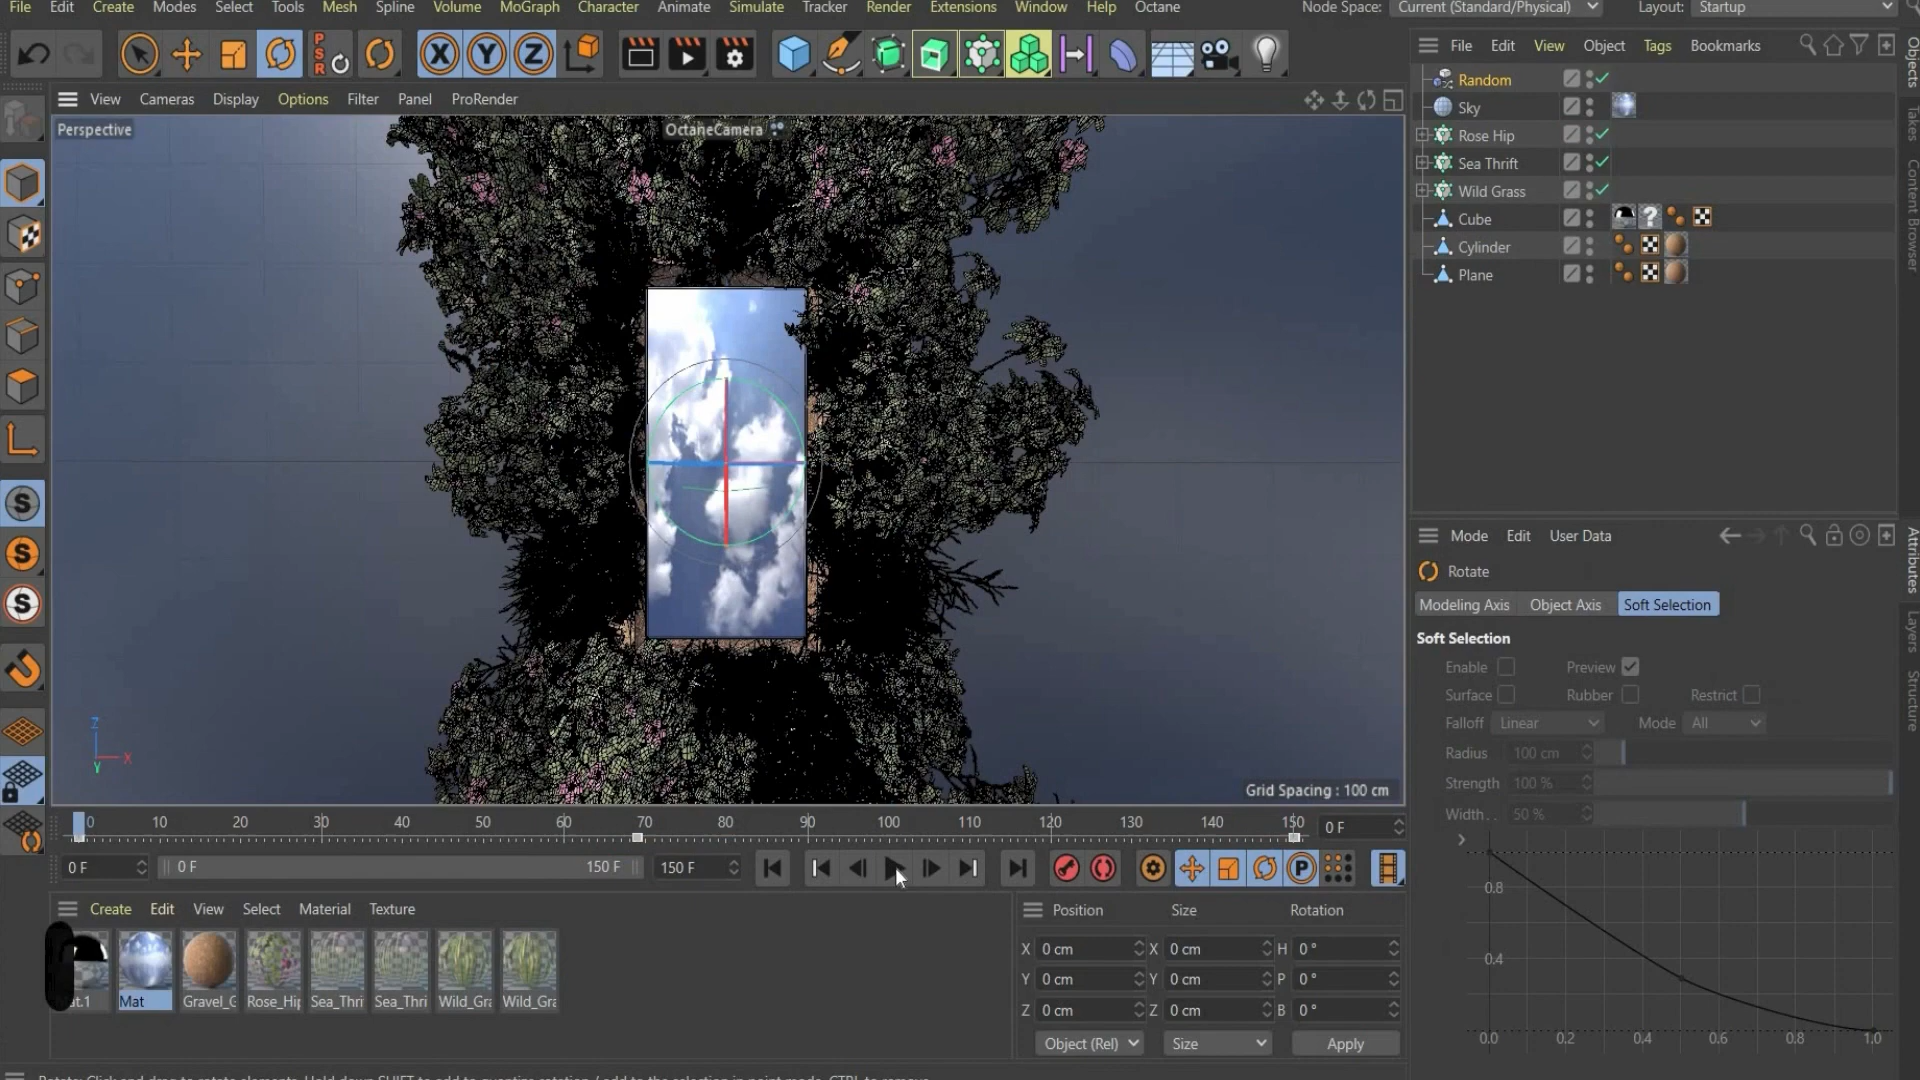 File Edit Create Modes Select Tools Mesh Spline Volume MoGraph Character Animate Simulate Tracker Render Extensions Window Help Octane Node Space: Current (Standard/Physical) Layout: Startup
PSR X Y Z
File Edit View Object Tags Bookmarks
View Cameras Display Options Filter Panel ProRender
Perspective OctaneCamera
Random
Sky
Rose Hip
Sea Thrift
Wild Grass
Cube
Cylinder
Plane
Objects
Takes
Content Browser
S
S
S
Mode Edit User Data
Rotate
Modeling Axis Object Axis Soft Selection
Soft Selection
Enable Preview
Surface Rubber Restrict
Falloff Linear Mode All
Radius 100 cm
Strength 100 %
Width . . 50 %
0.8
0.4
0.0 0.2 0.4 0.6 0.8 1.0
Attributes
Layers
Structure
Z
X
Y
Grid Spacing : 100 cm
0 10 20 30 40 50 60 70 80 90 100 110 120 130 140 150 0 F
0 F 0 F 150 F 150 F P
Create Edit View Select Material Texture
Mat Gravel_G Rose_Hip Sea_Thri Sea_Thri Wild_Gra Wild_Gra
Position Size Rotation
X 0 cm X 0 cm H 0 °
Y 0 cm Y 0 cm P 0 °
Z 0 cm Z 0 cm B 0 °
Object (Rel) Size Apply